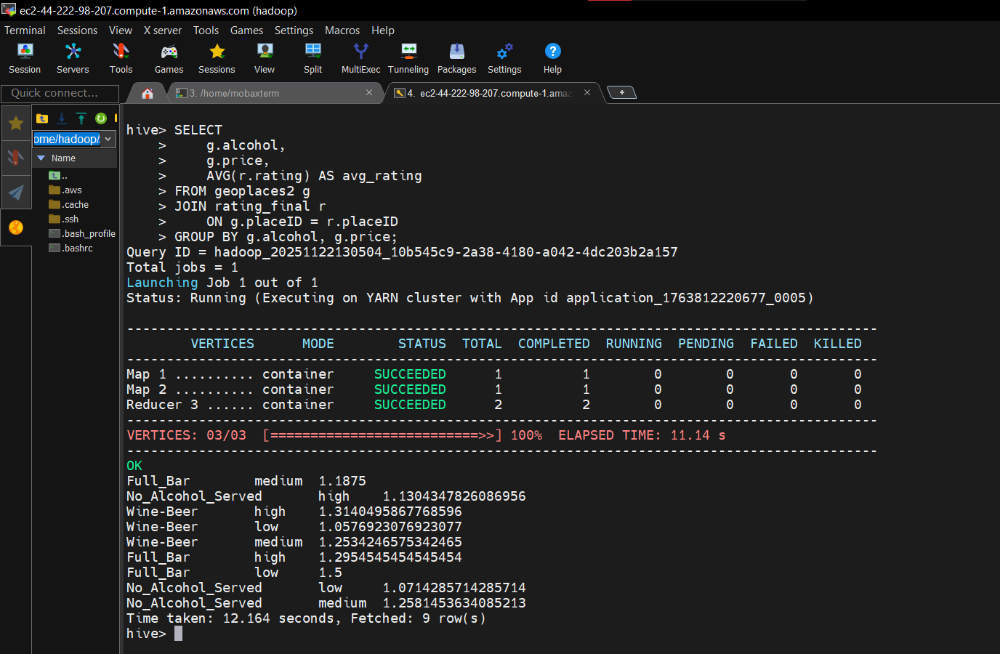 ec2-44-222-98-207.compute-1.amazonaws.com (hadoop)
Terminal Sessions View X server Tools Games Settings Macros Help
Session Servers Tools Games Sessions View Split MultiExec Tunneling Packages Settings Help
Quick connect...
3. /home/mobaxterm
4. ec2-44-222-98-207.compute-1.amaz
ome/hadoop/
Name
..
.aws
.cache
.ssh
.bash_profile
.bashrc
hive> SELECT
    >     g.alcohol,
    >     g.price,
    >     AVG(r.rating) AS avg_rating
    > FROM geoplaces2 g
    > JOIN rating_final r
    >     ON g.placeID = r.placeID
    > GROUP BY g.alcohol, g.price;
Query ID = hadoop_20251122130504_10b545c9-2a38-4180-a042-4dc203b2a157
Total jobs = 1
Launching Job 1 out of 1
Status: Running (Executing on YARN cluster with App id application_1763812220677_0005)
----------------------------------------------------------------------------------------------
        VERTICES      MODE        STATUS  TOTAL  COMPLETED  RUNNING  PENDING  FAILED  KILLED
----------------------------------------------------------------------------------------------
Map 1 .......... container     SUCCEEDED      1          1        0        0       0       0
Map 2 .......... container     SUCCEEDED      1          1        0        0       0       0
Reducer 3 ...... container     SUCCEEDED      2          2        0        0       0       0
----------------------------------------------------------------------------------------------
VERTICES: 03/03  [==========================>>] 100%  ELAPSED TIME: 11.14 s
----------------------------------------------------------------------------------------------
OK
Full_Bar        medium  1.1875
No_Alcohol_Served       high    1.1304347826086956
Wine-Beer       high    1.3140495867768596
Wine-Beer       low     1.0576923076923077
Wine-Beer       medium  1.2534246575342465
Full_Bar        high    1.2954545454545454
Full_Bar        low     1.5
No_Alcohol_Served       low     1.0714285714285714
No_Alcohol_Served       medium  1.2581453634085213
Time taken: 12.164 seconds, Fetched: 9 row(s)
hive>